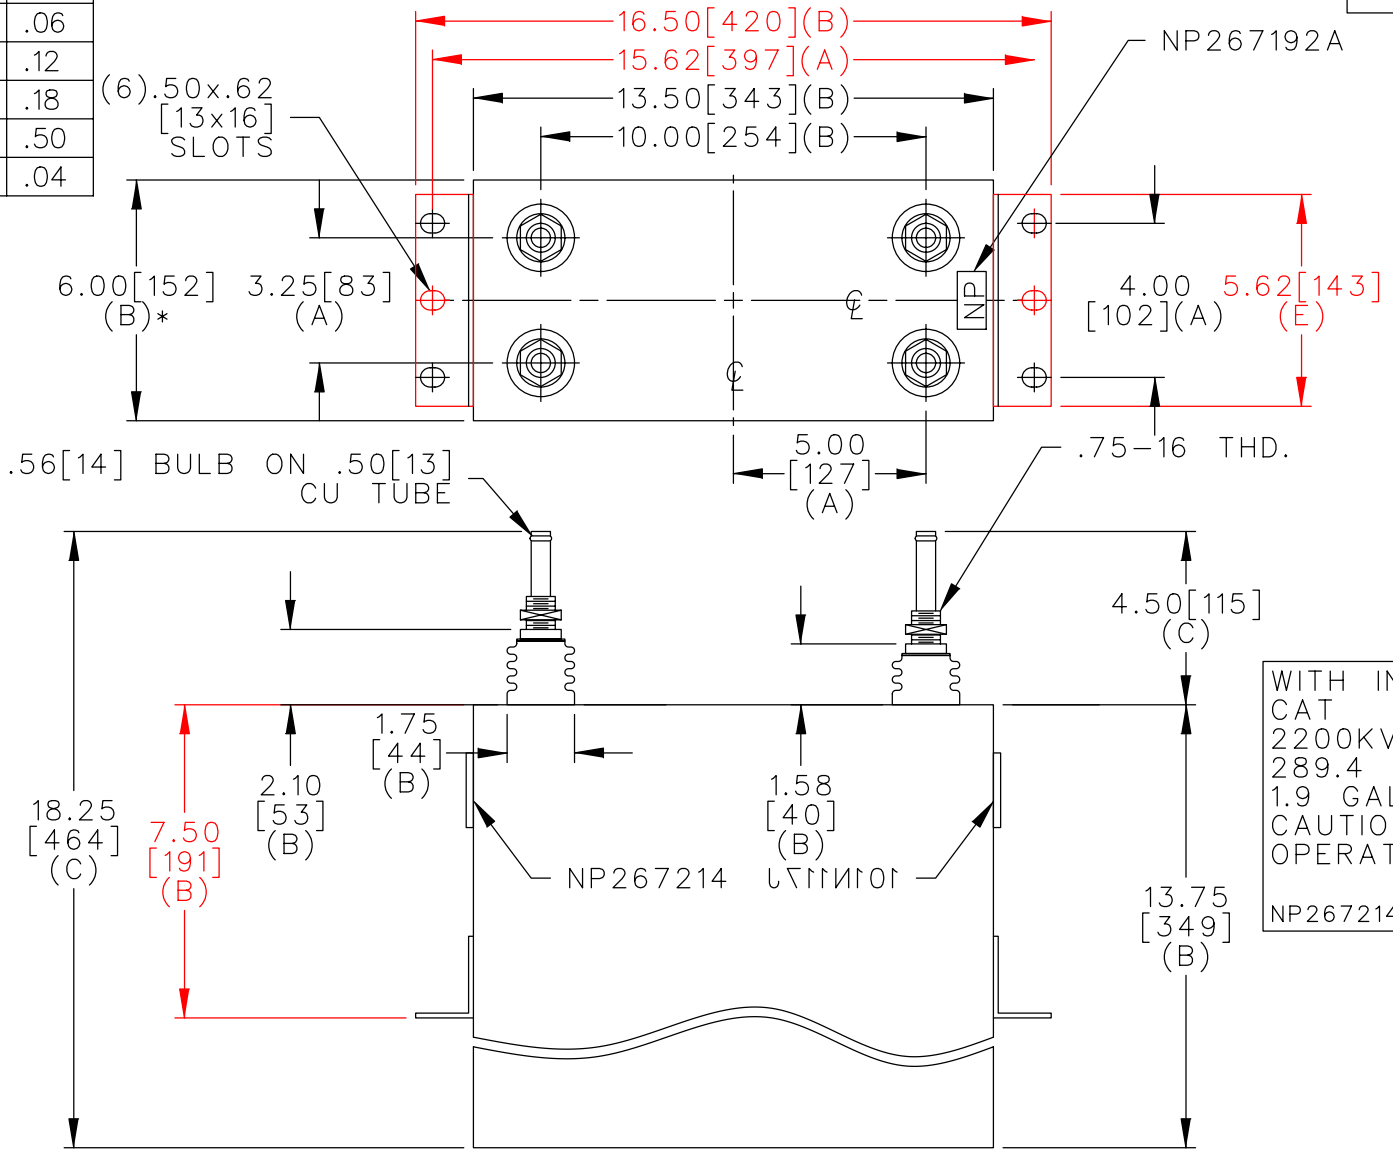 .06
.12
.18
.50
.04
16.50[420](B)
15.62[397](A)
13.50[343](B)
10.00[254](B)
NP267192A
(6).50x.62
[13x16]
SLOTS
6.00[152]
(B)*
3.25[83]
(A)
NP
4.00
[102](A)
5.62[143]
(E)
5.00
[127]
(A)
.75-16 THD.
.56[14] BULB ON .50[13]
CU TUBE
4.50[115]
(C)
1.75
[44]
(B)
2.10
[53]
(B)
1.58
[40]
(B)
18.25
[464]
(C)
7.50
[191]
(B)
NP267214
101N117J
13.75
[349]
(B)
WITH IN
CAT
2200KV
289.4
1.9 GAL
CAUTIO
OPERAT
NP267214